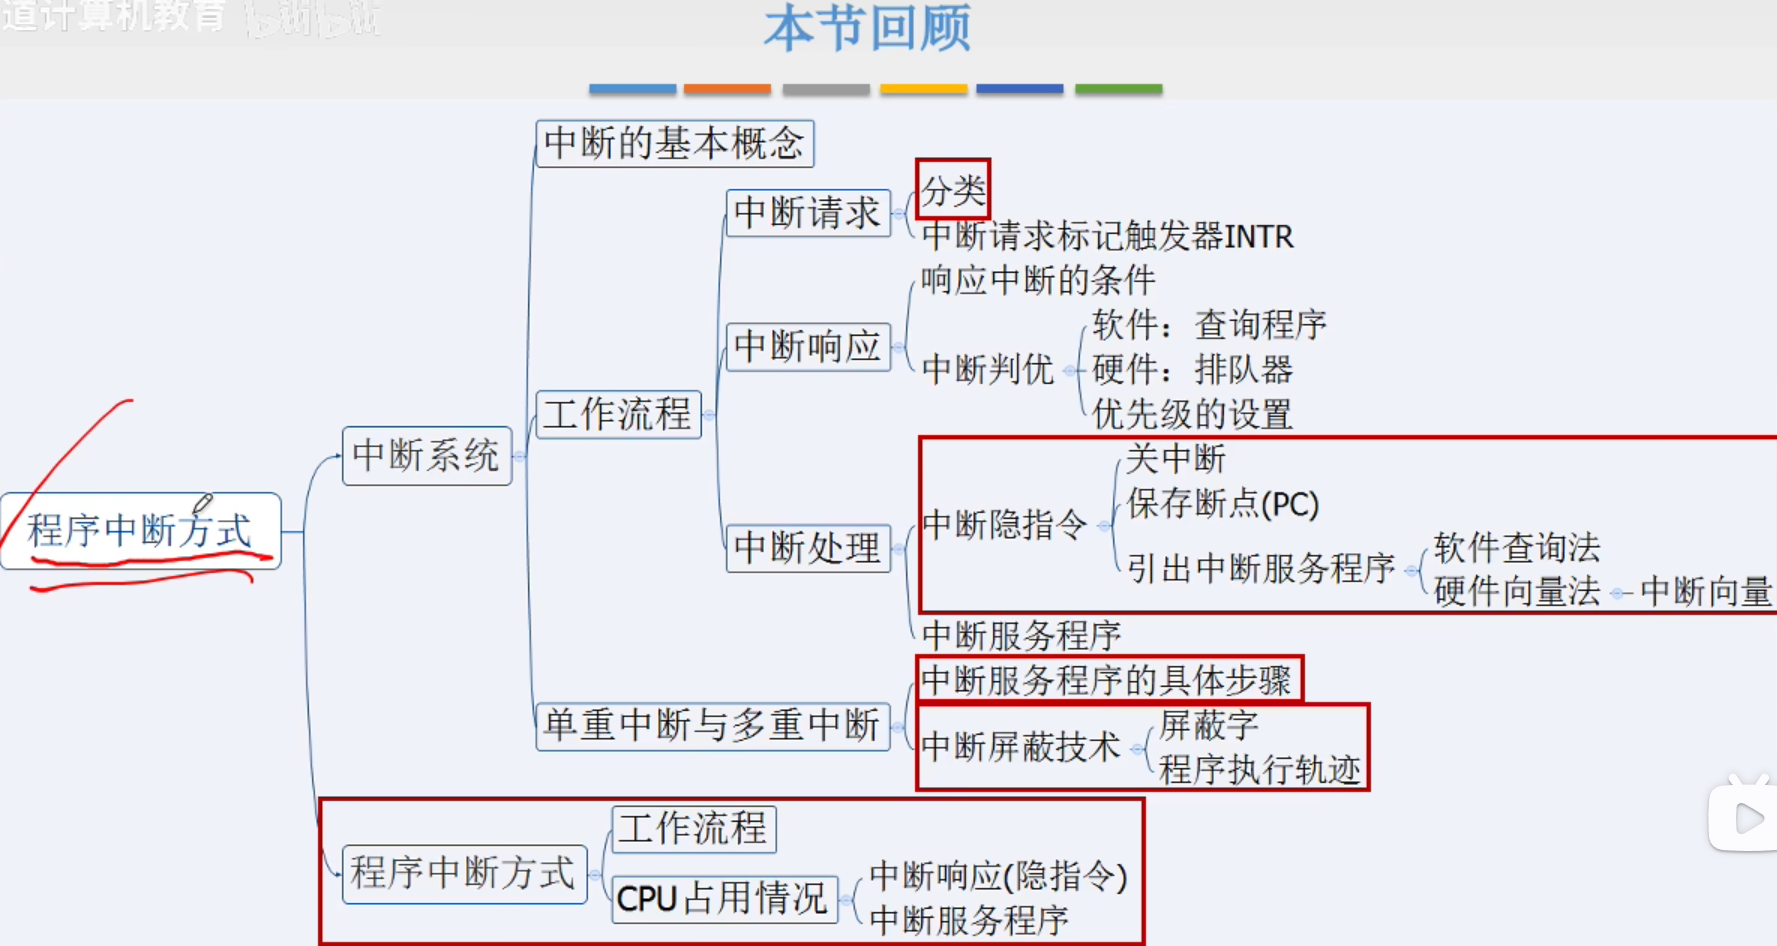 道计算机教育 bilibili
本节回顾
中断的基本概念
分类
中断请求
中断请求标记触发器INTR
响应中断的条件
软件：查询程序
中断响应
中断判优
硬件：排队器
优先级的设置
工作流程
中断系统
关中断
保存断点(PC)
中断隐指令
程序中断方式
中断处理
软件查询法
引出中断服务程序
硬件向量法
中断向量
中断服务程序
中断服务程序的具体步骤
单重中断与多重中断
屏蔽字
中断屏蔽技术
程序执行轨迹
工作流程
程序中断方式
中断响应(隐指令)
CPU占用情况
中断服务程序